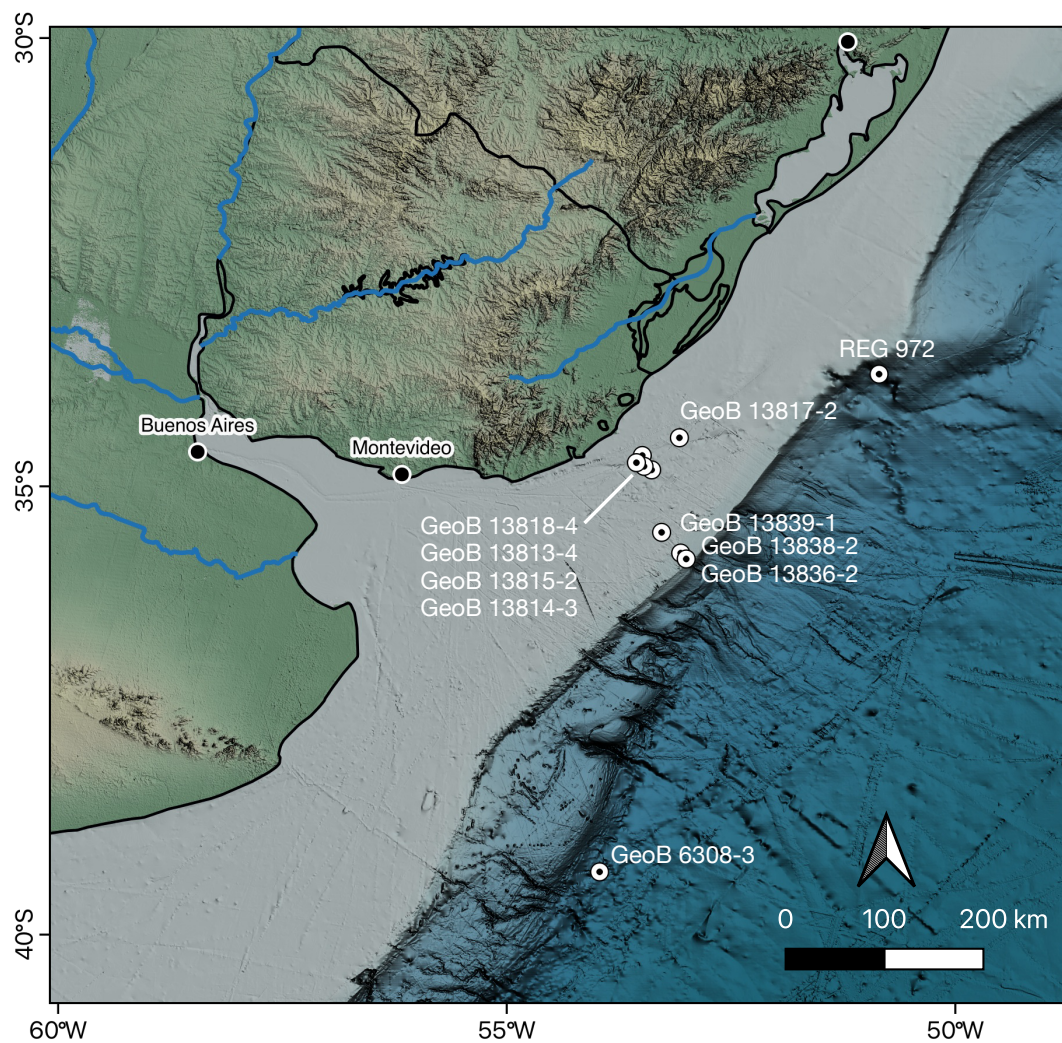 30°S
REG 972
GeoB 13817-2
Buenos Aires
Montevideo
35°S
GeoB 13818-4
GeoB 13813-4
GeoB 13815-2
GeoB 13814-3
GeoB 13839-1
GeoB 13838-2
GeoB 13836-2
GeoB 6308-3
0 100 200 km
40°S
60°W 55°W 50°W